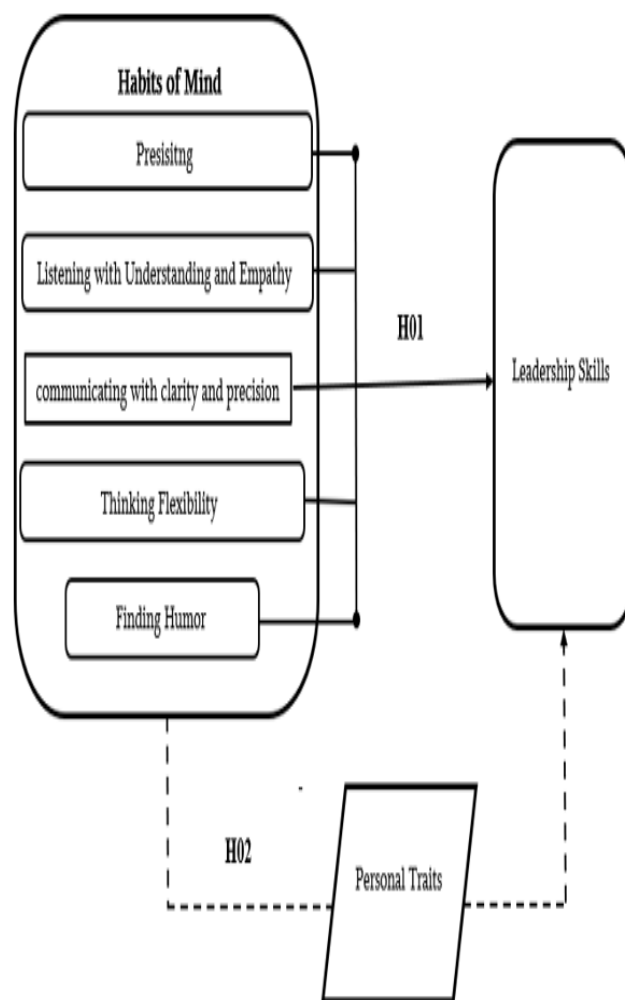 Habits of Mind
Presisitng
Listening with Understanding and Empathy
communicating with clarity and precision
Thinking Flexibility
Finding Humor
H01
Leadership Skills
H02
Personal Traits